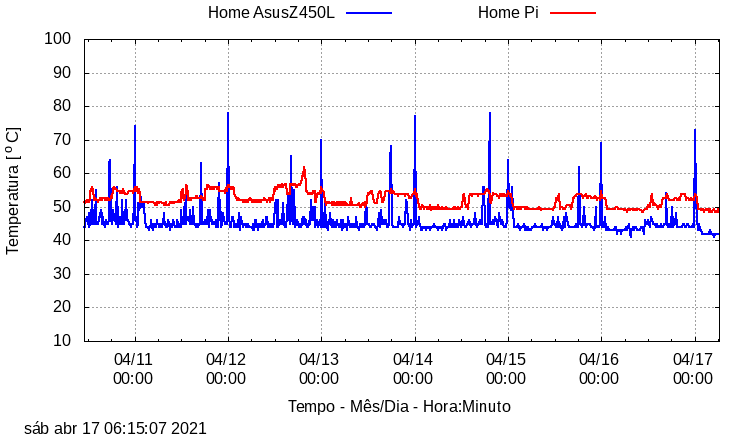 Home AsusZ450L Home Pi
Temperatura [ º C]
100
90
80
70
60
50
40
30
20
10
04/11 04/12 04/13 04/14 04/15 04/16 04/17
00:00 00:00 00:00 00:00 00:00 00:00 00:00
Tempo - Mês/Dia - Hora:Minuto
sáb abr 17 06:15:07 2021